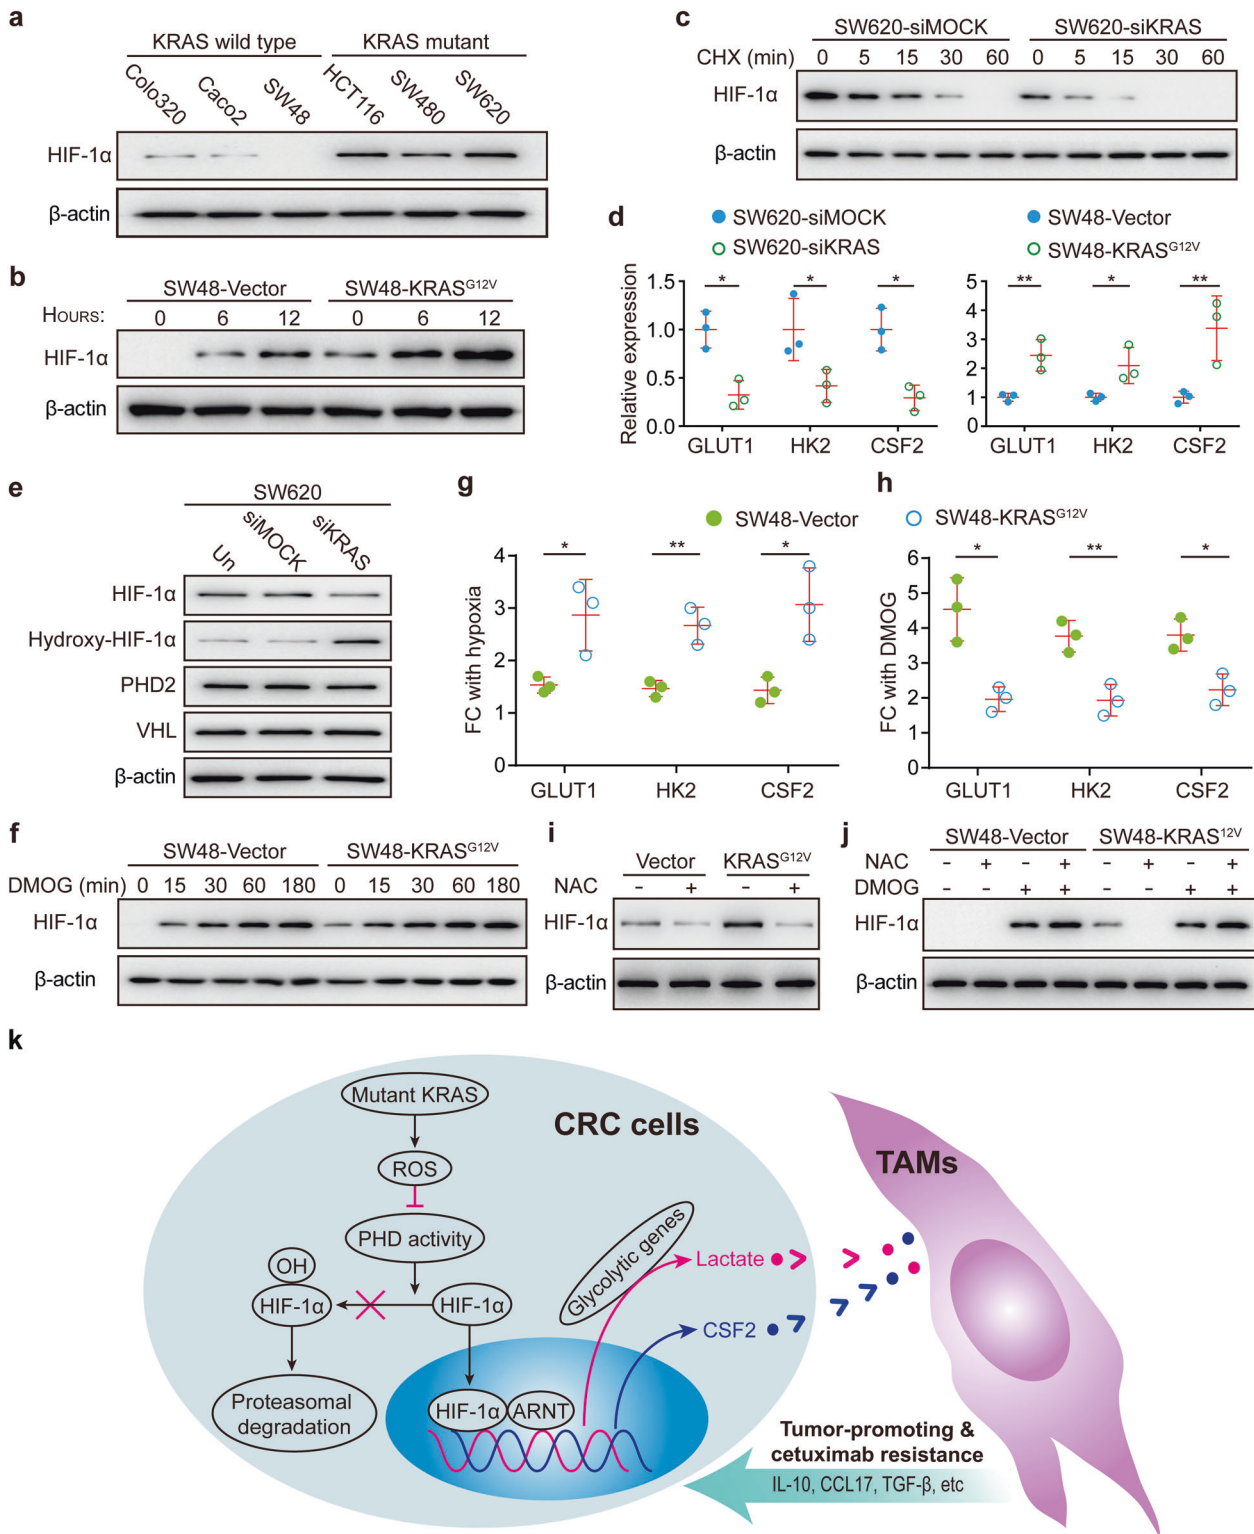 a
KRAS wild type KRAS mutant
Colo320 Caco2 SW48 HCT116 SW480 SW620
HIF-1α
β-actin
b
SW48-Vector SW48-KRASG12V
HOURS: 0 6 12 0 6 12
HIF-1α
β-actin
c
SW620-siMOCK SW620-siKRAS
CHX (min) 0 5 15 30 60 0 5 15 30 60
HIF-1α
β-actin
d
SW620-siMOCK
SW620-siKRAS
SW48-Vector
SW48-KRASG12V
Relative expression
1.5
1.0
0.5
0.0
* * *
GLUT1 HK2 CSF2
5
4
3
2
1
0
** * **
GLUT1 HK2 CSF2
e
SW620
Un siMOCK siKRAS
HIF-1α
Hydroxy-HIF-1α
PHD2
VHL
β-actin
g
SW48-Vector
SW48-KRASG12V
FC with hypoxia
4
3
2
1
0
* ** *
GLUT1 HK2 CSF2
h
FC with DMOG
6
5
4
3
2
1
0
* ** *
GLUT1 HK2 CSF2
f
SW48-Vector SW48-KRASG12V
DMOG (min) 0 15 30 60 180 0 15 30 60 180
HIF-1α
β-actin
i
Vector KRASG12V
NAC - + - +
HIF-1α
β-actin
j
SW48-Vector SW48-KRAS12V
NAC - + - + - + - +
DMOG - - + + - - + +
HIF-1α
β-actin
k
Mutant KRAS
ROS
PHD activity
OH
HIF-1α
HIF-1α
Proteasomal
degradation
HIF-1α ARNT
CRC cells
Glycolytic genes
Lactate
CSF2
TAMs
Tumor-promoting &
cetuximab resistance
IL-10, CCL17, TGF-β, etc